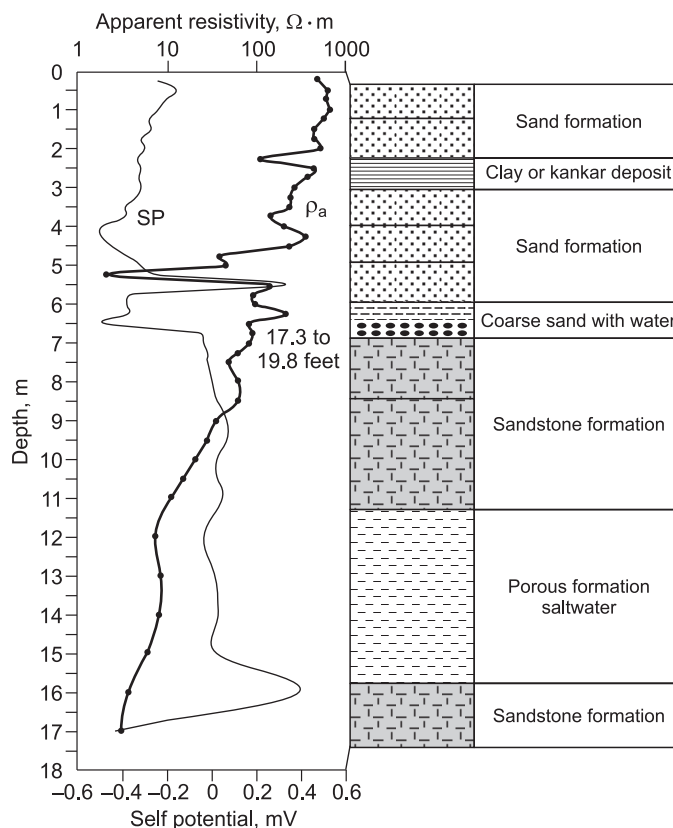 Apparent resistivity, Ω · m
1 10 100 1000
0
1
2
3
4
5
6
7
8
9
10
11
12
13
14
15
16
17
18
Depth, m
SP
ρa
17.3 to
19.8 feet
–0.6 –0.4 –0.2 0 0.2 0.4 0.6
Self potential, mV
Sand formation
Clay or kankar deposit
Sand formation
Coarse sand with water
Sandstone formation
Porous formation
saltwater
Sandstone formation